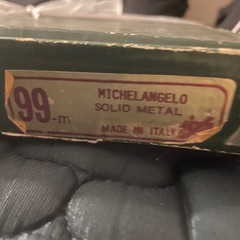 99-m
MICHELANGELO
SOLID METAL
MADE IN ITALY